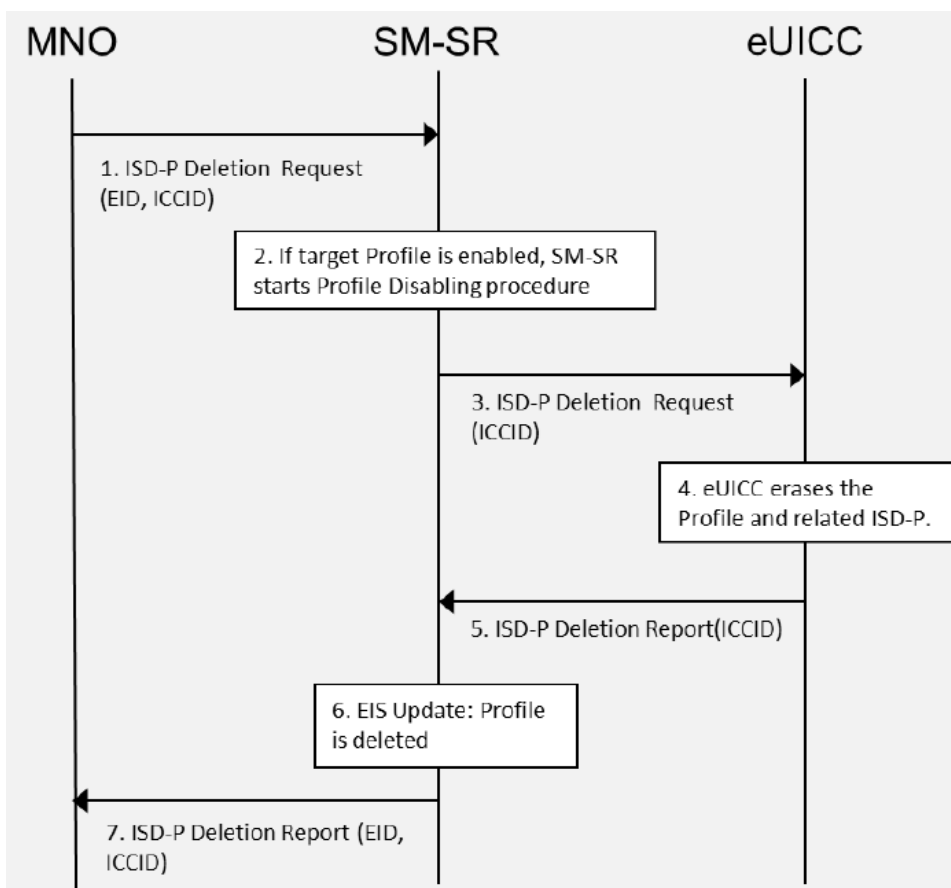 MNO SM-SR eUICC
1. ISD-P Deletion Request
(EID, ICCID)
2. If target Profile is enabled, SM-SR
starts Profile Disabling procedure
3. ISD-P Deletion Request
(ICCID)
4. eUICC erases the
Profile and related ISD-P.
5. ISD-P Deletion Report(ICCID)
6. EIS Update: Profile
is deleted
7. ISD-P Deletion Report (EID,
ICCID)